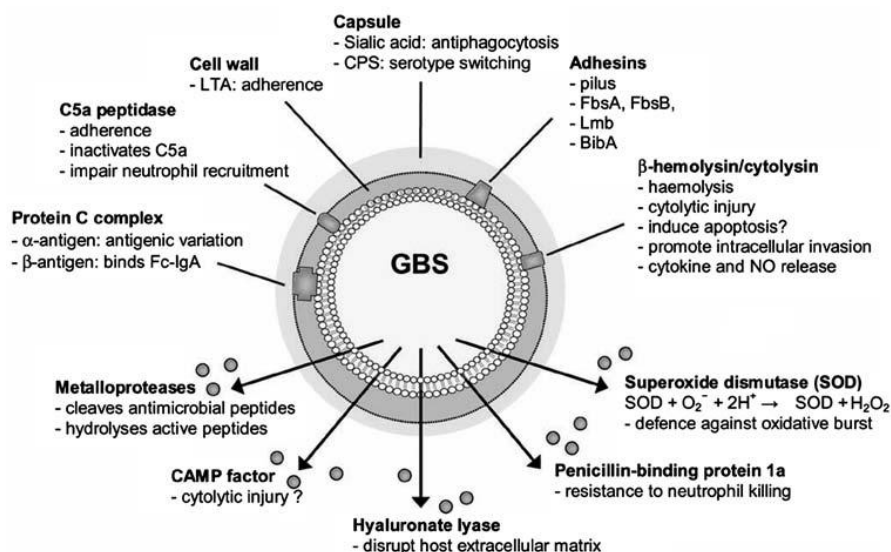 Capsule
- Sialic acid: antiphagocytosis
- CPS: serotype switching
Cell wall
- LTA: adherence
Adhesins
- pilus
- FbsA, FbsB,
- Lmb
- BibA
C5a peptidase
- adherence
- inactivates C5a
- impair neutrophil recruitment
β-hemolysin/cytolysin
- haemolysis
- cytolytic injury
- induce apoptosis?
- promote intracellular invasion
- cytokine and NO release
Protein C complex
- α-antigen: antigenic variation
- β-antigen: binds Fc-IgA
GBS
Metalloproteases
- cleaves antimicrobial peptides
- hydrolyses active peptides
Superoxide dismutase (SOD)
SOD + O₂⁻ + 2H⁺ → SOD + H₂O₂
- defence against oxidative burst
CAMP factor
- cytolytic injury ?
Penicillin-binding protein 1a
- resistance to neutrophil killing
Hyaluronate lyase
- disrupt host extracellular matrix